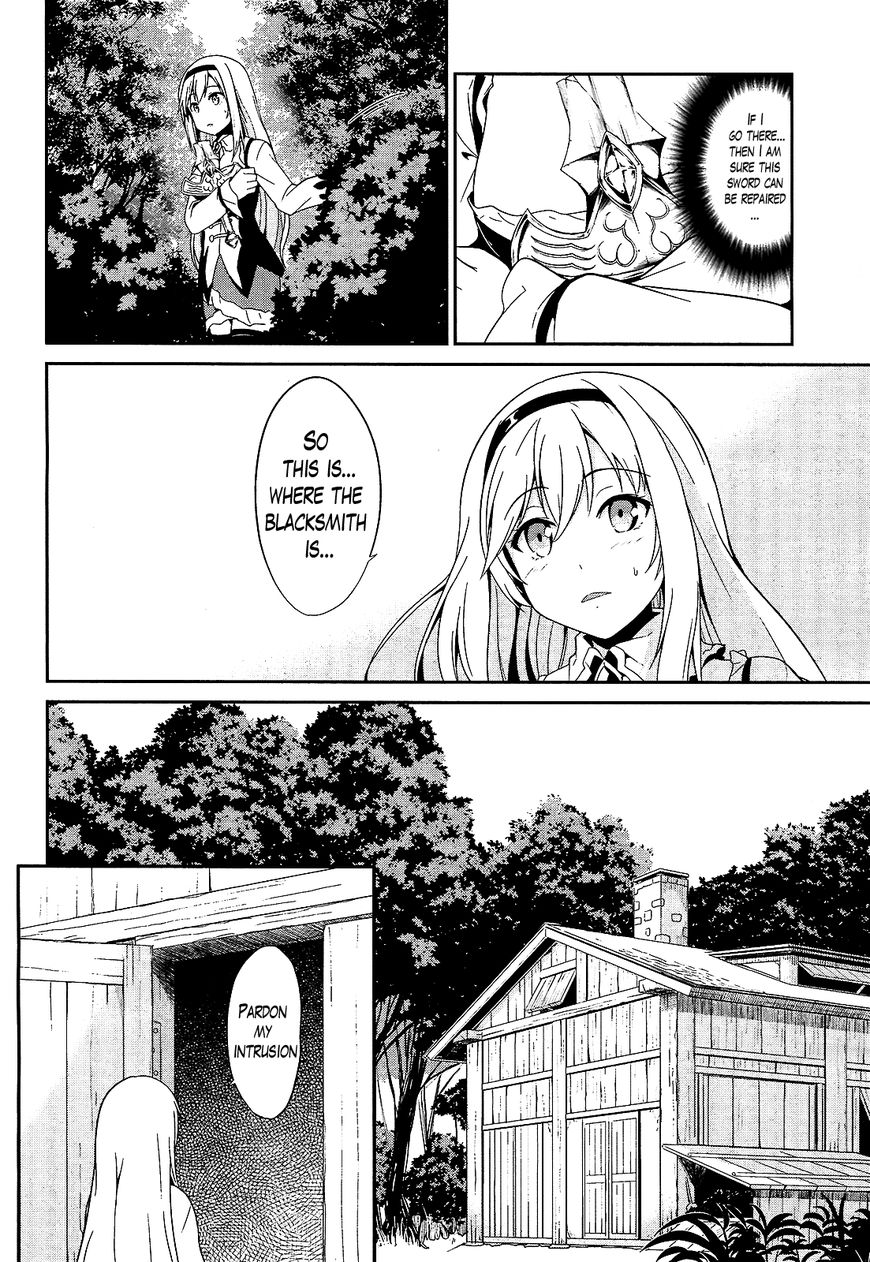 IF I
GO THERE...
THEN I AM
SURE THIS
SWORD CAN
BE REPAIRED
...
SO
THIS IS...
WHERE THE
BLACKSMITH
IS...
PARDON
MY
INTRUSION